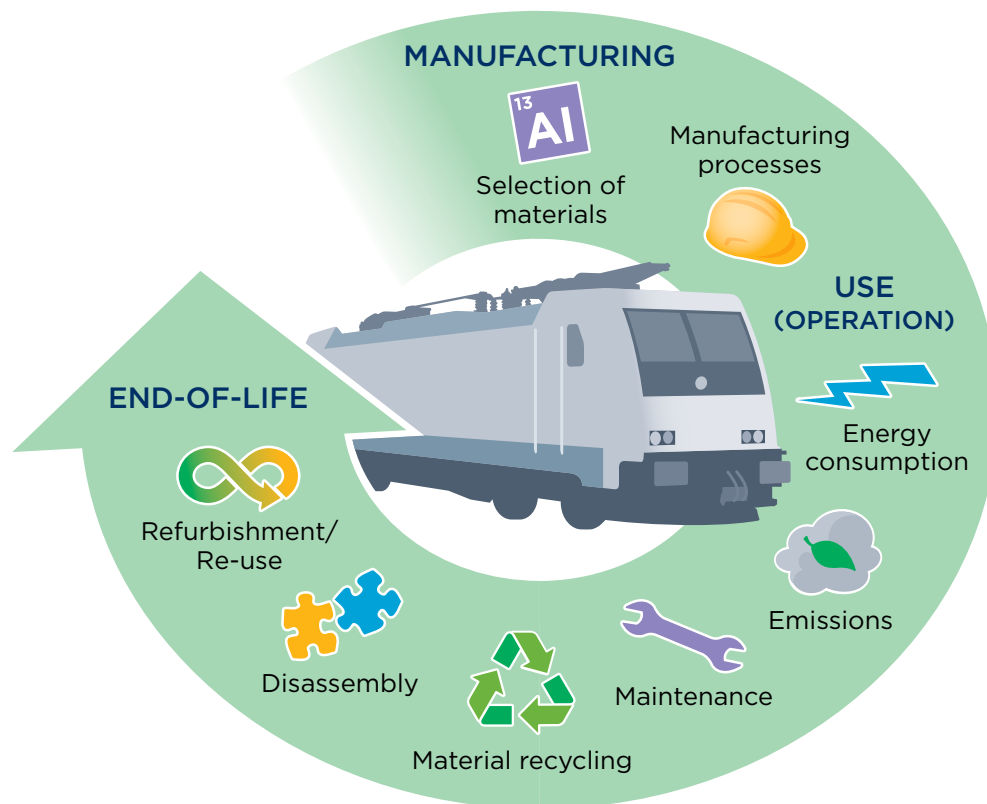 MANUFACTURING
13
Al
Selection of
materials
Manufacturing
processes
USE
(OPERATION)
Energy
consumption
Emissions
Maintenance
Material recycling
Disassembly
END-OF-LIFE
Refurbishment/
Re-use